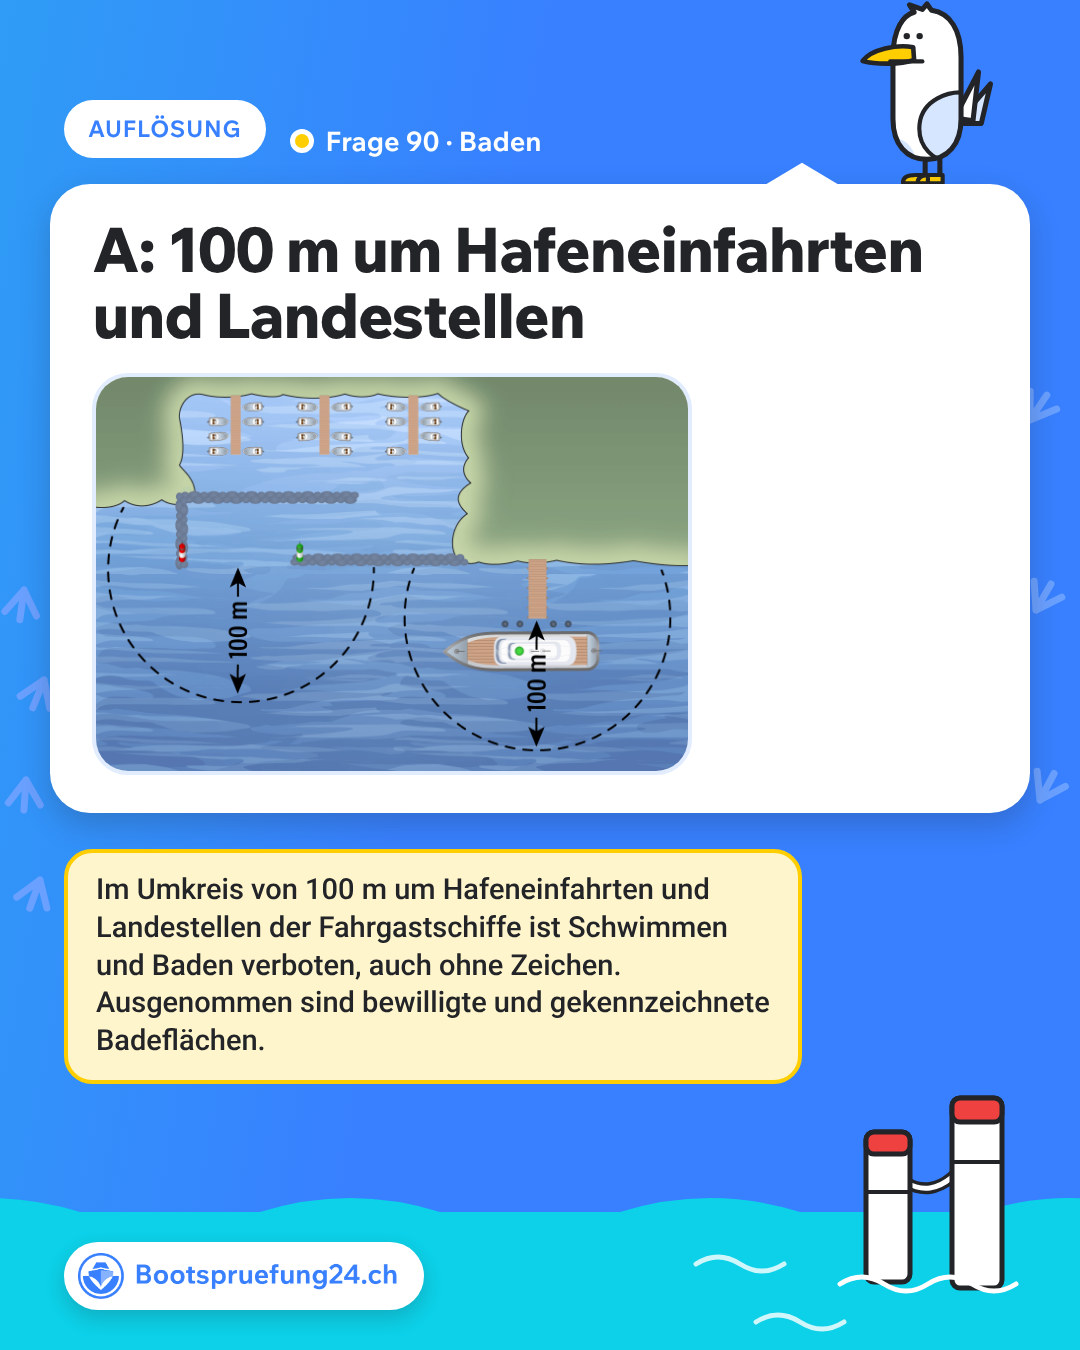 AUFLÖSUNG
Frage 90 · Baden
A: 100 m um Hafeneinfahrten
und Landestellen
100 m
100 m
Im Umkreis von 100 m um Hafeneinfahrten und
Landestellen der Fahrgastschiffe ist Schwimmen
und Baden verboten, auch ohne Zeichen.
Ausgenommen sind bewilligte und gekennzeichnete
Badeflächen.
Bootspruefung24.ch